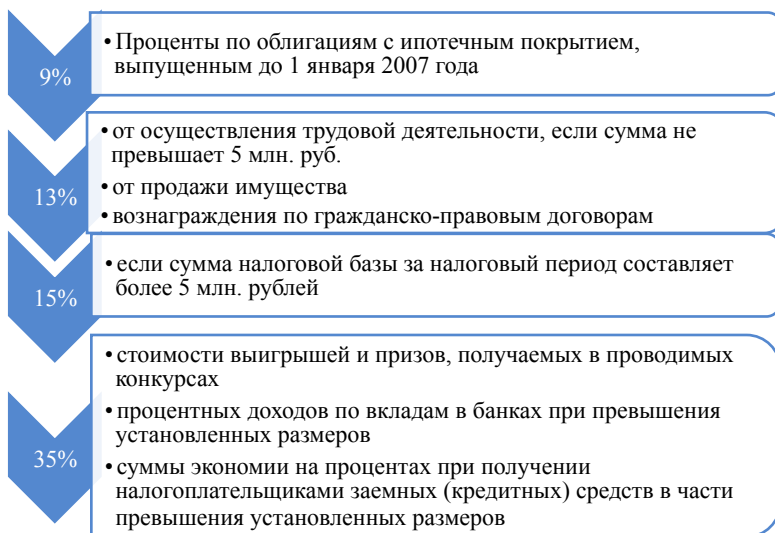 9%
• Проценты по облигациям с ипотечным покрытием,
выпущенным до 1 января 2007 года
13%
• от осуществления трудовой деятельности, если сумма не
превышает 5 млн. руб.
• от продажи имущества
• вознаграждения по гражданско-правовым договорам
15%
• если сумма налоговой базы за налоговый период составляет
более 5 млн. рублей
35%
• стоимости выигрышей и призов, получаемых в проводимых
конкурсах
• процентных доходов по вкладам в банках при превышения
установленных размеров
• суммы экономии на процентах при получении
налогоплательщиками заемных (кредитных) средств в части
превышения установленных размеров